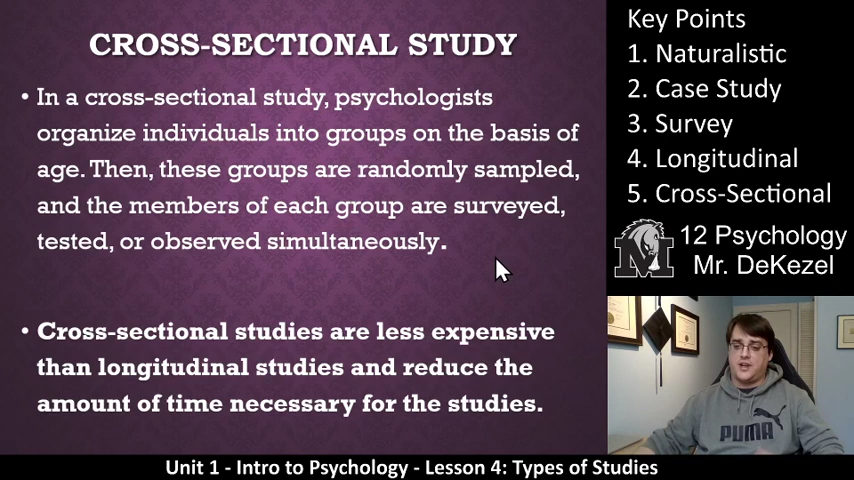 CROSS-SECTIONAL STUDY
• In a cross-sectional study, psychologists
organize individuals into groups on the basis of
age. Then, these groups are randomly sampled,
and the members of each group are surveyed,
tested, or observed simultaneously.
• Cross-sectional studies are less expensive
than longitudinal studies and reduce the
amount of time necessary for the studies.
Key Points
1. Naturalistic
2. Case Study
3. Survey
4. Longitudinal
5. Cross-Sectional
M
12 Psychology
Mr. DeKezel
PUMA
Unit 1 - Intro to Psychology - Lesson 4: Types of Studies